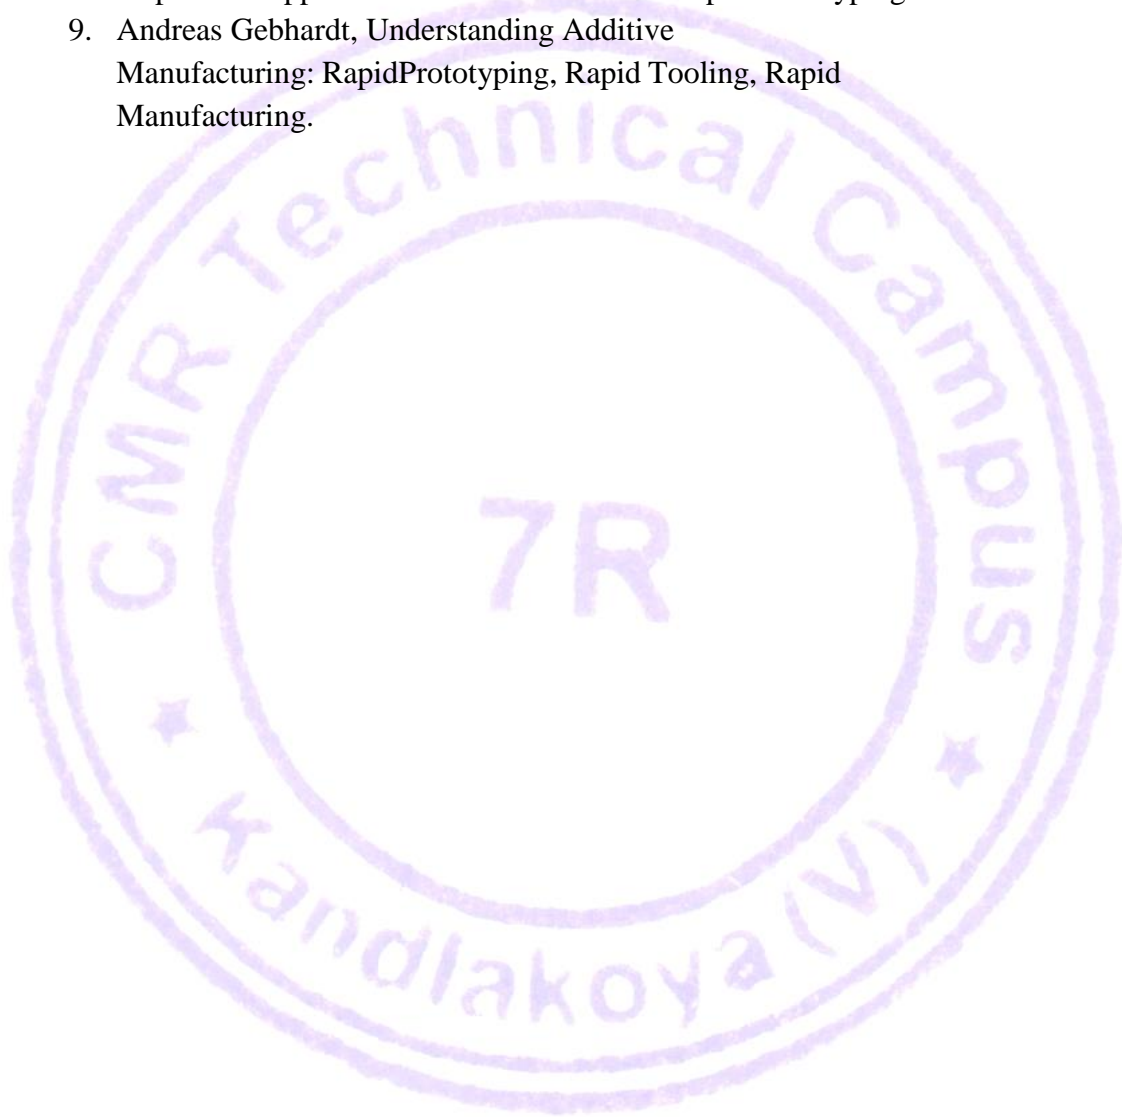 9. Andreas Gebhardt, Understanding Additive
Manufacturing: RapidPrototyping, Rapid Tooling, Rapid
Manufacturing.
CMR Technical Campus
7R
Kandlakoya (V)